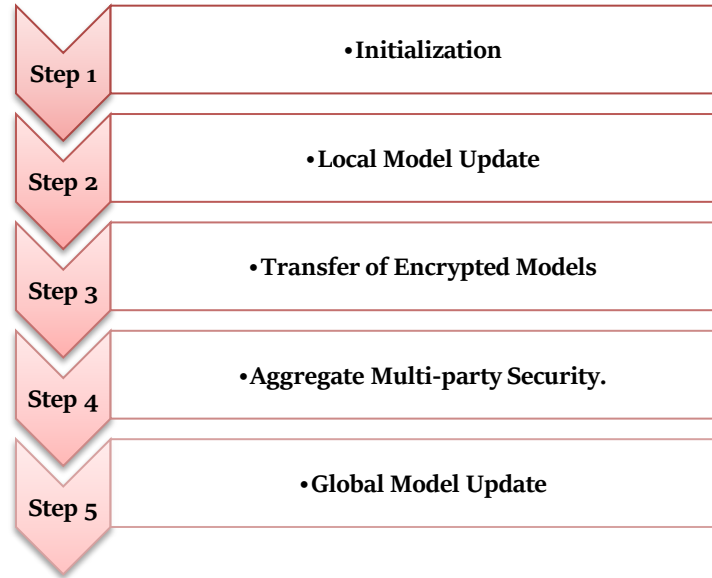 Step 1
•Initialization
Step 2
•Local Model Update
Step 3
•Transfer of Encrypted Models
Step 4
•Aggregate Multi-party Security.
Step 5
•Global Model Update